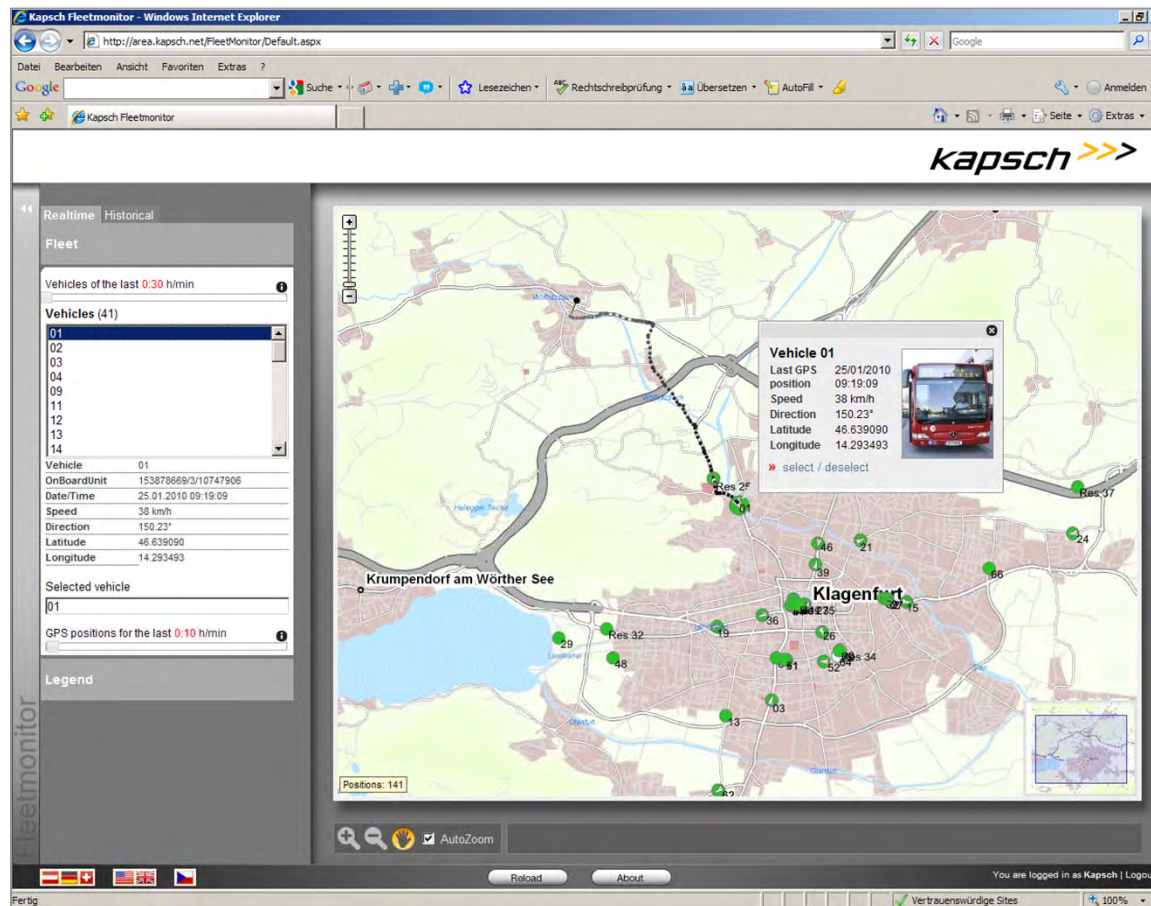 Kapsch Fleetmonitor - Windows Internet Explorer
http://area.kapsch.net/FleetMonitor/Default.aspx
Google
Datei Bearbeiten Ansicht Favoriten Extras ?
Google Suche Lesezeichen Rechtschreibprüfung Übersetzen AutoFill Anmelden
Kapsch Fleetmonitor
Seite Extras
kapsch >>>
Realtime Historical
Fleet
Vehicles of the last 0:30 h/min
Vehicles (41)
01
02
03
04
09
11
12
13
14
Vehicle 01
OnBoardUnit 153878669/3/10747906
Date/Time 25.01.2010 09:19:09
Speed 38 km/h
Direction 150.23°
Latitude 46.639090
Longitude 14.293493
Selected vehicle
01
GPS positions for the last 0:10 h/min
Legend
Fleetmonitor
Vehicle 01
Last GPS 25/01/2010
position 09:19:09
Speed 38 km/h
Direction 150.23°
Latitude 46.639090
Longitude 14.293493
» select / deselect
Res 37
01
24
46
21
39
66
Krumpendorf am Wörther See
Klagenfurt
15
36
19
26
Res 32
29
Res 34
48
52
03
13
Glanfurt
Glanfurt
62
Positions: 141
AutoZoom
Reload About
You are logged in as Kapsch | Logou
Fertig
Vertrauenswürdige Sites
100%